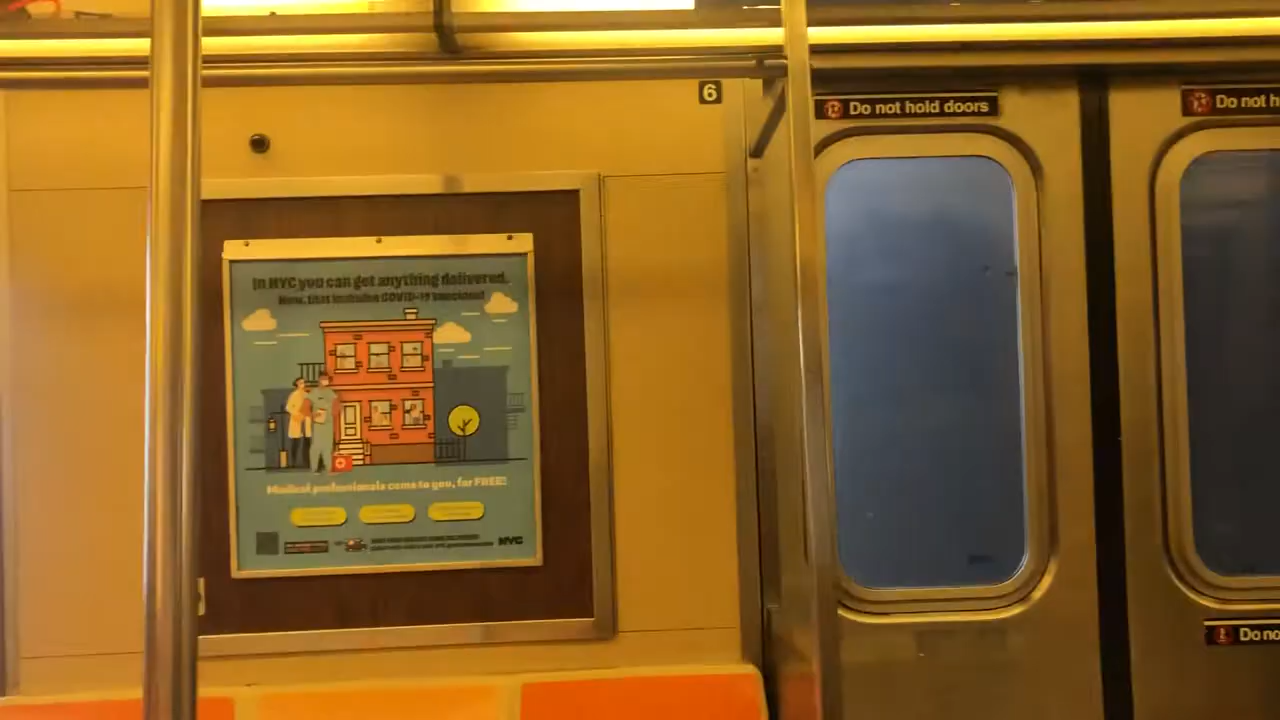 6
Do not hold doors
Do not h
In NYC you can get anything delivered.
Now, that includes COVID-19 vaccines!
Medical professionals come to you, for FREE!
NYC
Do no